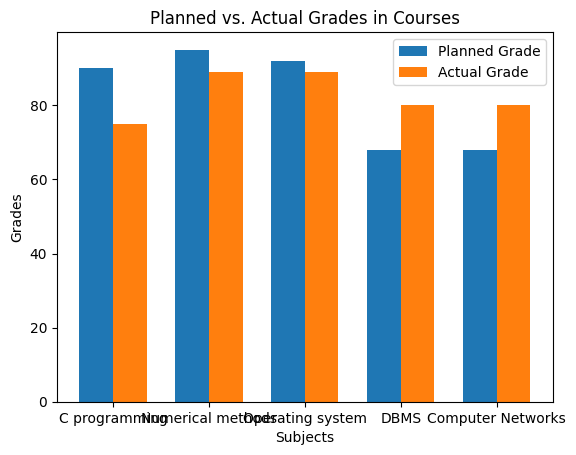 Planned vs. Actual Grades in Courses
Planned Grade
Actual Grade
Grades
80
60
40
20
0
C programming
Numerical methods
Operating system
DBMS
Computer Networks
Subjects